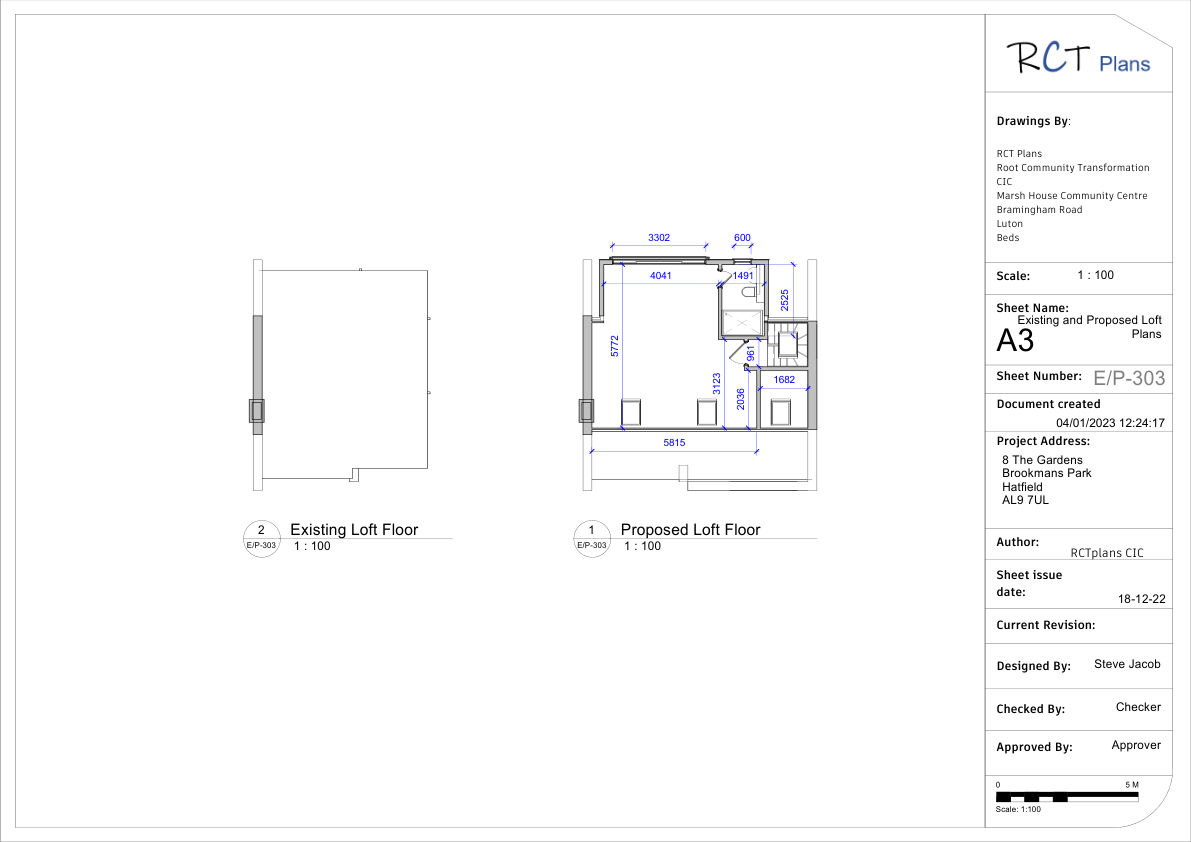 RCT Plans
Drawings By:
RCT Plans
Root Community Transformation
CIC
Marsh House Community Centre
Bramingham Road
Luton
Beds
Scale: 1 : 100
Sheet Name:
Existing and Proposed Loft
Plans
A3
Sheet Number: E/P-303
Document created
04/01/2023 12:24:17
Project Address:
8 The Gardens
Brookmans Park
Hatfield
AL9 7UL
Author:
RCTplans CIC
Sheet issue
date:
18-12-22
Current Revision:
Designed By: Steve Jacob
Checked By: Checker
Approved By: Approver
0 5 M
Scale: 1:100
3302 600
4041 1491
2525
5772
961
3123
2036
1682
5815
2 Existing Loft Floor
E/P-303 1 : 100
1 Proposed Loft Floor
E/P-303 1 : 100